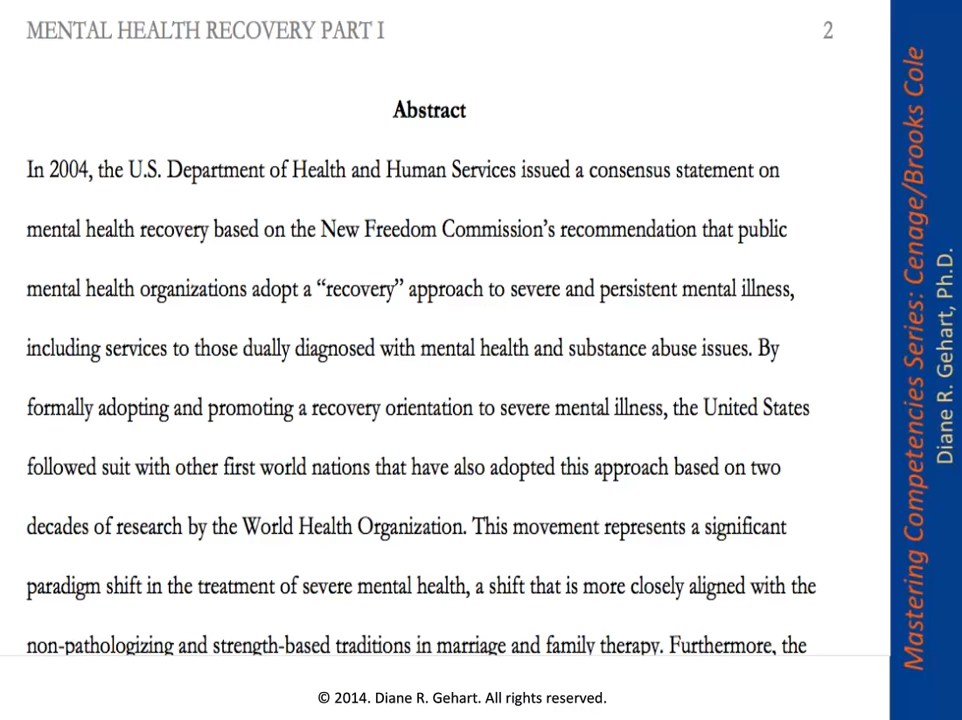 MENTAL HEALTH RECOVERY PART I 2
Abstract
In 2004, the U.S. Department of Health and Human Services issued a consensus statement on
mental health recovery based on the New Freedom Commission’s recommendation that public
mental health organizations adopt a “recovery” approach to severe and persistent mental illness,
including services to those dually diagnosed with mental health and substance abuse issues. By
formally adopting and promoting a recovery orientation to severe mental illness, the United States
followed suit with other first world nations that have also adopted this approach based on two
decades of research by the World Health Organization. This movement represents a significant
paradigm shift in the treatment of severe mental health, a shift that is more closely aligned with the
non-pathologizing and strength-based traditions in marriage and family therapy. Furthermore, the
© 2014. Diane R. Gehart. All rights reserved.
Mastering Competencies Series: Cenage/Brooks Cole
Diane R. Gehart, Ph.D.